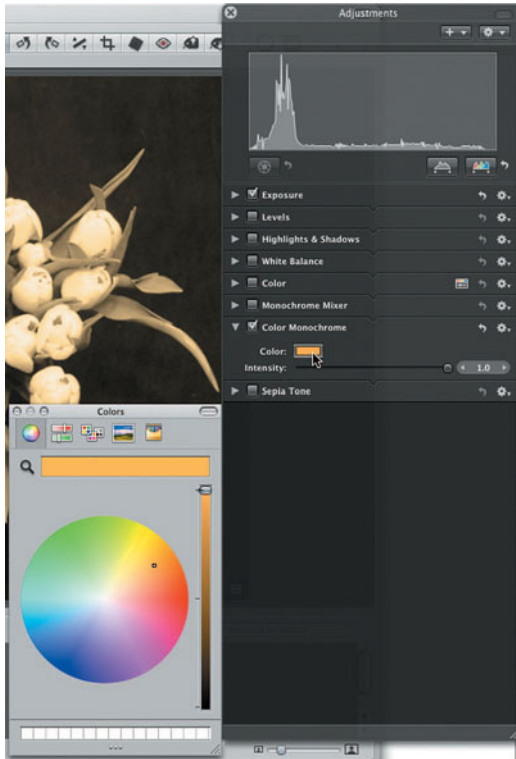 Adjustments
Exposure
Levels
Highlights & Shadows
White Balance
Color
Monochrome Mixer
Color Monochrome
Color:
Intensity: 1.0
Sepia Tone
Colors